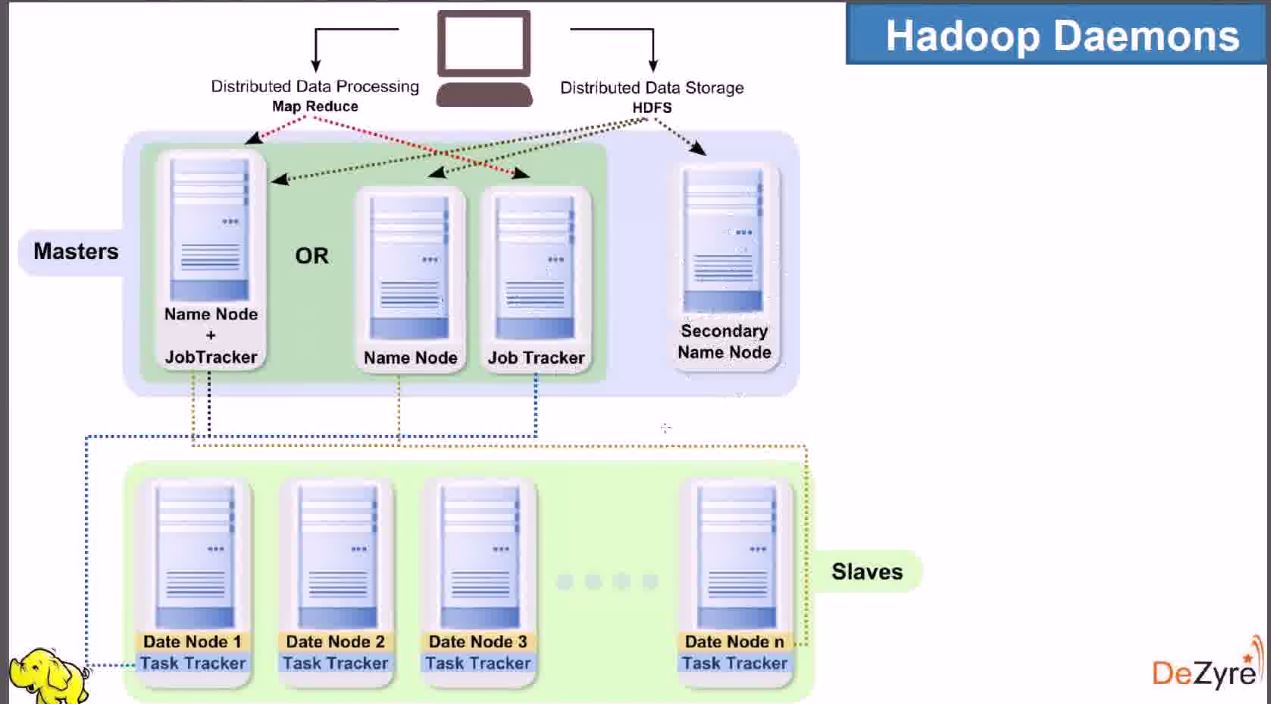 Hadoop Daemons
Distributed Data Processing
Map Reduce
Distributed Data Storage
HDFS
Masters
Name Node
+
JobTracker
OR
Name Node
Job Tracker
Secondary
Name Node
Slaves
Date Node 1
Task Tracker
Date Node 2
Task Tracker
Date Node 3
Task Tracker
Date Node n
Task Tracker
DeZyre